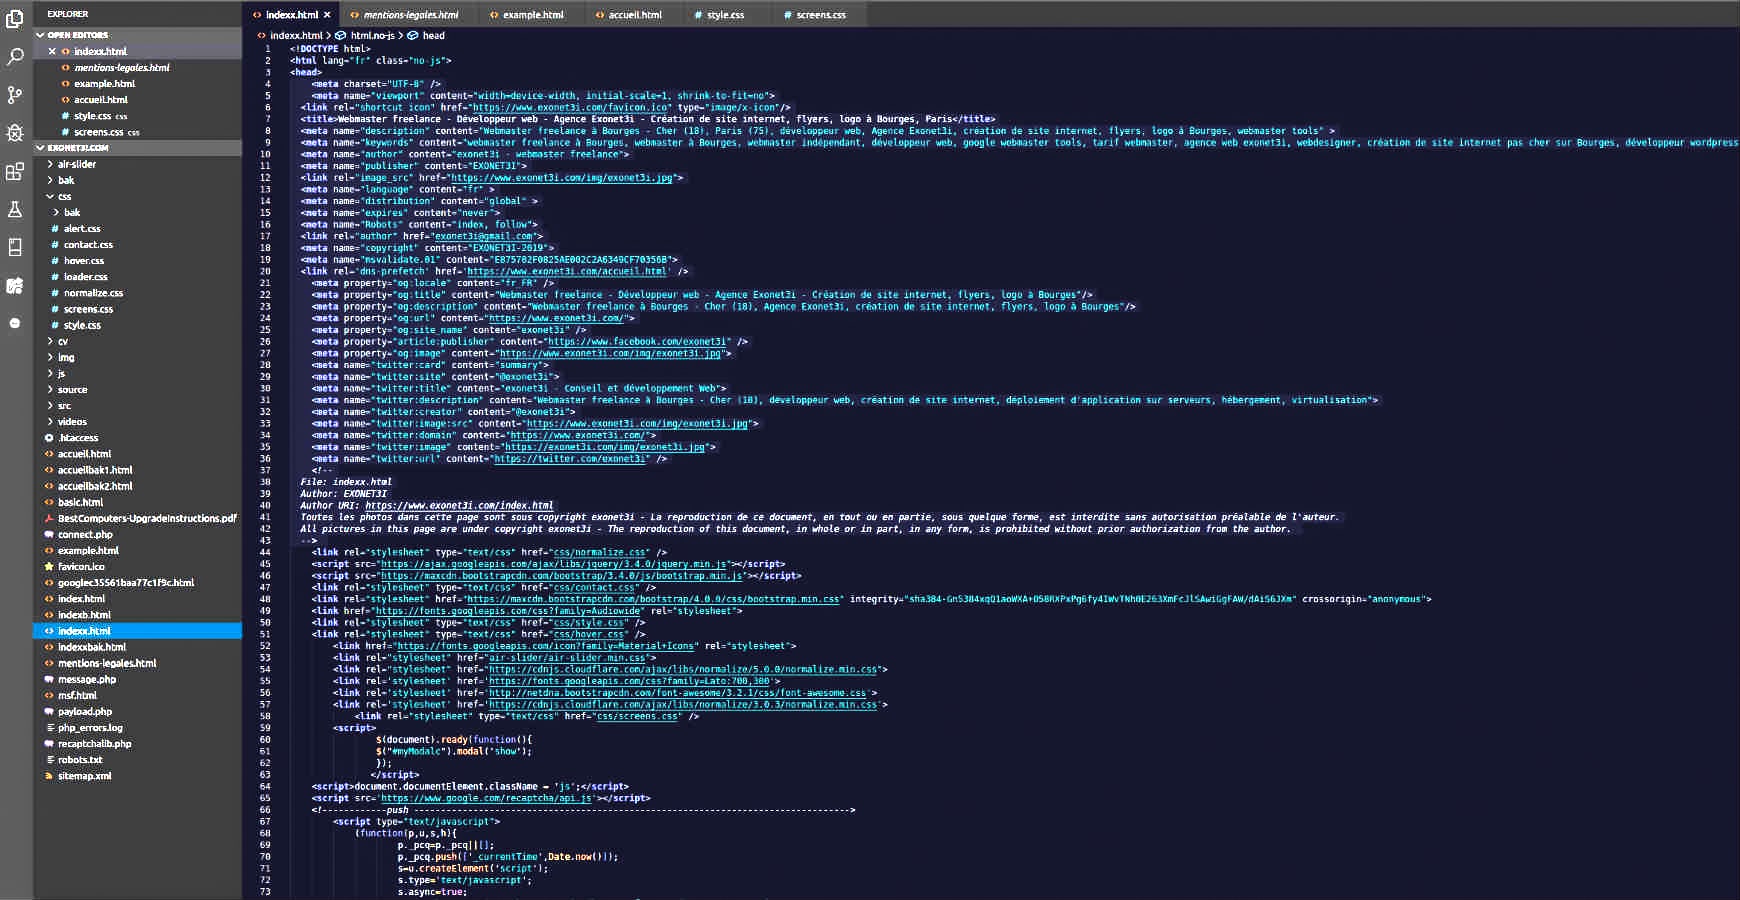 EXPLORER
OPEN EDITORS
indexx.html
mentions-legales.html
example.html
accueil.html
style.css css
screens.css css
EXONET3I.COM
air-slider
bak
css
bak
alert.css
contact.css
hover.css
loader.css
normalize.css
screens.css
style.css
cv
img
js
source
src
videos
.htaccess
accueil.html
accueilbak1.html
accueilbak2.html
basic.html
BestComputers-UpgradeInstructions.pdf
connect.php
example.html
favicon.ico
googlec35561baa77c1f9c.html
index.html
indexb.html
indexx.html
indexxbak.html
mentions-legales.html
message.php
msf.html
payload.php
php_errors.log
recaptchalib.php
robots.txt
sitemap.xml
indexx.html mentions-legales.html example.html accueil.html style.css screens.css
indexx.html > html.no-js > head
1 <!DOCTYPE html>
2 <html lang="fr" class="no-js">
3 <head>
4 <meta charset="UTF-8" />
5 <meta name="viewport" content="width=device-width, initial-scale=1, shrink-to-fit=no">
6 <link rel="shortcut icon" href="https://www.exonet3i.com/favicon.ico" type="image/x-icon"/>
7 <title>Webmaster freelance - Développeur web - Agence Exonet3i - Création de site internet, flyers, logo à Bourges, Paris</title>
8 <meta name="description" content="Webmaster freelance à Bourges - Cher (18), Paris (75), développeur web, Agence Exonet3i, création de site internet, flyers, logo à Bourges, webmaster tools" >
9 <meta name="keywords" content="webmaster freelance à Bourges, webmaster à Bourges, webmaster indépendant, développeur web, google webmaster tools, tarif webmaster, agence web exonet3i, webdesigner, création de site internet pas cher sur Bourges, développeur wordpress
10 <meta name="author" content="exonet3i - webmaster freelance">
11 <meta name="publisher" content="EXONET3I">
12 <link rel="image_src" href="https://www.exonet3i.com/img/exonet3i.jpg">
13 <meta name="language" content="fr" >
14 <meta name="distribution" content="global" >
15 <meta name="expires" content="never">
16 <meta name="Robots" content="index, follow">
17 <link rel="author" href="exonet3i@gmail.com">
18 <meta name="copyright" content="EXONET3I-2019">
19 <meta name="msvalidate.01"
20 <link rel='dns-prefetch' href='https://www.exonet3i.com/accueil.html' />
21 <meta property="og:locale" content="fr_FR" />
22 <meta property="og:title" content="Webmaster freelance - Développeur web - Agence Exonet3i - Création de site internet, flyers, logo à Bourges"/>
23 <meta property="og:description" content="Webmaster freelance à Bourges - Cher (18), Agence Exonet3i, création de site internet, flyers, logo à Bourges"/>
24 <meta property="og:url" content="https://www.exonet3i.com/">
25 <meta property="og:site_name" content="exonet3i" />
26 <meta property="article:publisher" content="https://www.facebook.com/exonet3i" />
27 <meta property="og:image" content="https://www.exonet3i.com/img/exonet3i.jpg">
28 <meta name="twitter:card" content="summary">
29 <meta name="twitter:site" content="@exonet3i">
30 <meta name="twitter:title" content="exonet3i - Conseil et développement Web">
31 <meta name="twitter:description" content="Webmaster freelance à Bourges - Cher (18), développeur web, création de site internet, déploiement d'application sur serveurs, hébergement, virtualisation">
32 <meta name="twitter:creator" content="@exonet3i">
33 <meta name="twitter:image:src" content="https://www.exonet3i.com/img/exonet3i.jpg">
34 <meta name="twitter:domain" content="https://www.exonet3i.com/">
35 <meta name="twitter:image" content="https://exonet3i.com/img/exonet3i.jpg">
36 <meta name="twitter:url" content="https://twitter.com/exonet3i" />
37 <!--
38 File: indexx.html
39 Author: EXONET3I
40 Author URI: https://www.exonet3i.com/index.html
41 Toutes les photos dans cette page sont sous copyright exonet3i - La reproduction de ce document, en tout ou en partie, sous quelque forme, est interdite sans autorisation préalable de l'auteur.
42 All pictures in this page are under copyright exonet3i - The reproduction of this document, in whole or in part, in any form, is prohibited without prior authorization from the author.
43 -->
44 <link rel="stylesheet" type="text/css" href="css/normalize.css" />
45 <script src="https://ajax.googleapis.com/ajax/libs/jquery/3.4.0/jquery.min.js"></script>
46 <script src="https://maxcdn.bootstrapcdn.com/bootstrap/3.4.0/js/bootstrap.min.js"></script>
47 <link rel="stylesheet" type="text/css" href="css/contact.css" />
48 <link rel="stylesheet" href="https://maxcdn.bootstrapcdn.com/bootstrap/4.0.0/css/bootstrap.min.css" crossorigin="anonymous">
49 <link href="https://fonts.googleapis.com/css?family=Audiowide" rel="stylesheet">
50 <link rel="stylesheet" type="text/css" href="css/style.css" />
51 <link rel="stylesheet" type="text/css" href="css/hover.css" />
52 <link href="https://fonts.googleapis.com/icon?family=Material+Icons" rel="stylesheet">
53 <link rel="stylesheet" href="air-slider/air-slider.min.css">
54 <link rel="stylesheet" href="https://cdnjs.cloudflare.com/ajax/libs/normalize/5.0.0/normalize.min.css">
55 <link rel='stylesheet' href='https://fonts.googleapis.com/css?family=Lato:700,300'>
56 <link rel='stylesheet' href='http://netdna.bootstrapcdn.com/font-awesome/3.2.1/css/font-awesome.css'>
57 <link rel='stylesheet' href='https://cdnjs.cloudflare.com/ajax/libs/normalize/3.0.3/normalize.min.css'>
58 <link rel="stylesheet" type="text/css" href="css/screens.css" />
59 <script>
60 $(document).ready(function(){
61 $("#myModalc").modal('show');
62 });
63 </script>
64 <script>document.documentElement.className = 'js';</script>
65 <script src='https://www.google.com/recaptcha/api.js'></script>
66 <!------------push -------------------------------------------------------------------------------->
67 <script type="text/javascript">
68 (function(p,u,s,h){
69 p._pcq=p._pcq||[];
70 p._pcq.push(['_currentTime',Date.now()]);
71 s=u.createElement('script');
72 s.type='text/javascript';
73 s.async=true;